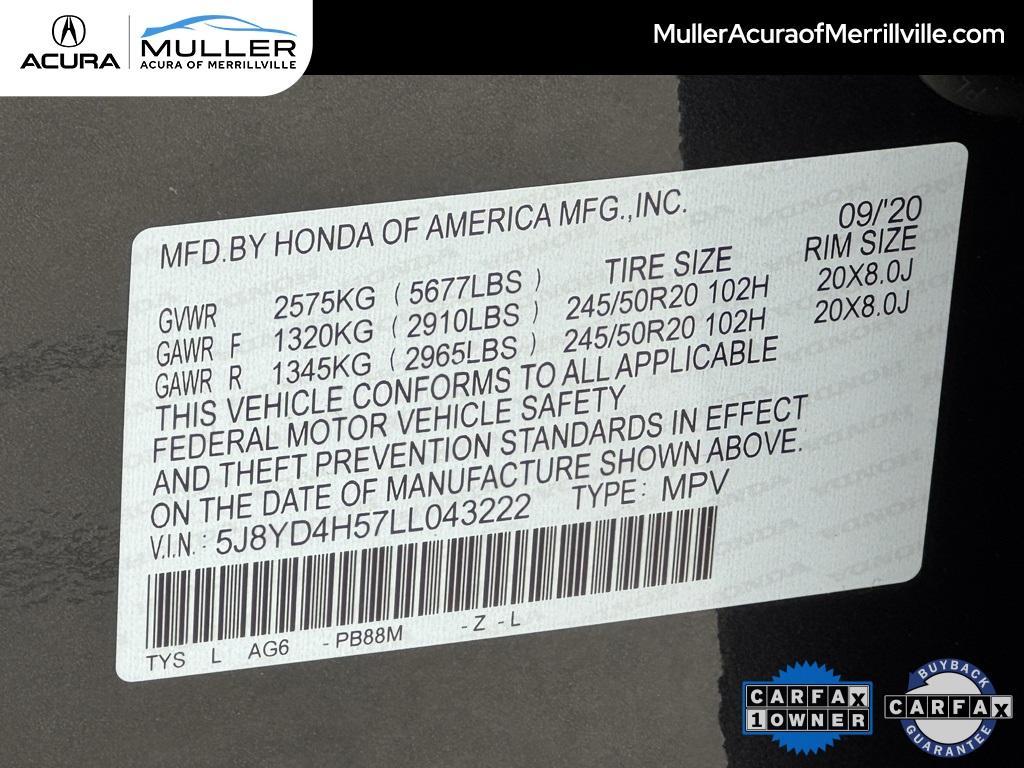 ACURA
MULLER
ACURA OF MERRILLVILLE
MullerAcuraofMerrillville.com
MFD.BY HONDA OF AMERICA MFG.,INC.
09/'20
GVWR 2575KG ( 5677LBS ) TIRE SIZE RIM SIZE
GAWR F 1320KG ( 2910LBS ) 245/50R20 102H 20X8.0J
GAWR R 1345KG ( 2965LBS ) 245/50R20 102H 20X8.0J
THIS VEHICLE CONFORMS TO ALL APPLICABLE
FEDERAL MOTOR VEHICLE SAFETY
AND THEFT PREVENTION STANDARDS IN EFFECT
ON THE DATE OF MANUFACTURE SHOWN ABOVE.
V.I.N.: 5J8YD4H57LL043222 TYPE: MPV
TYS L AG6 -PB88M -Z -L
CARFAX
1 OWNER
BUYBACK
CARFAX
GUARANTEE